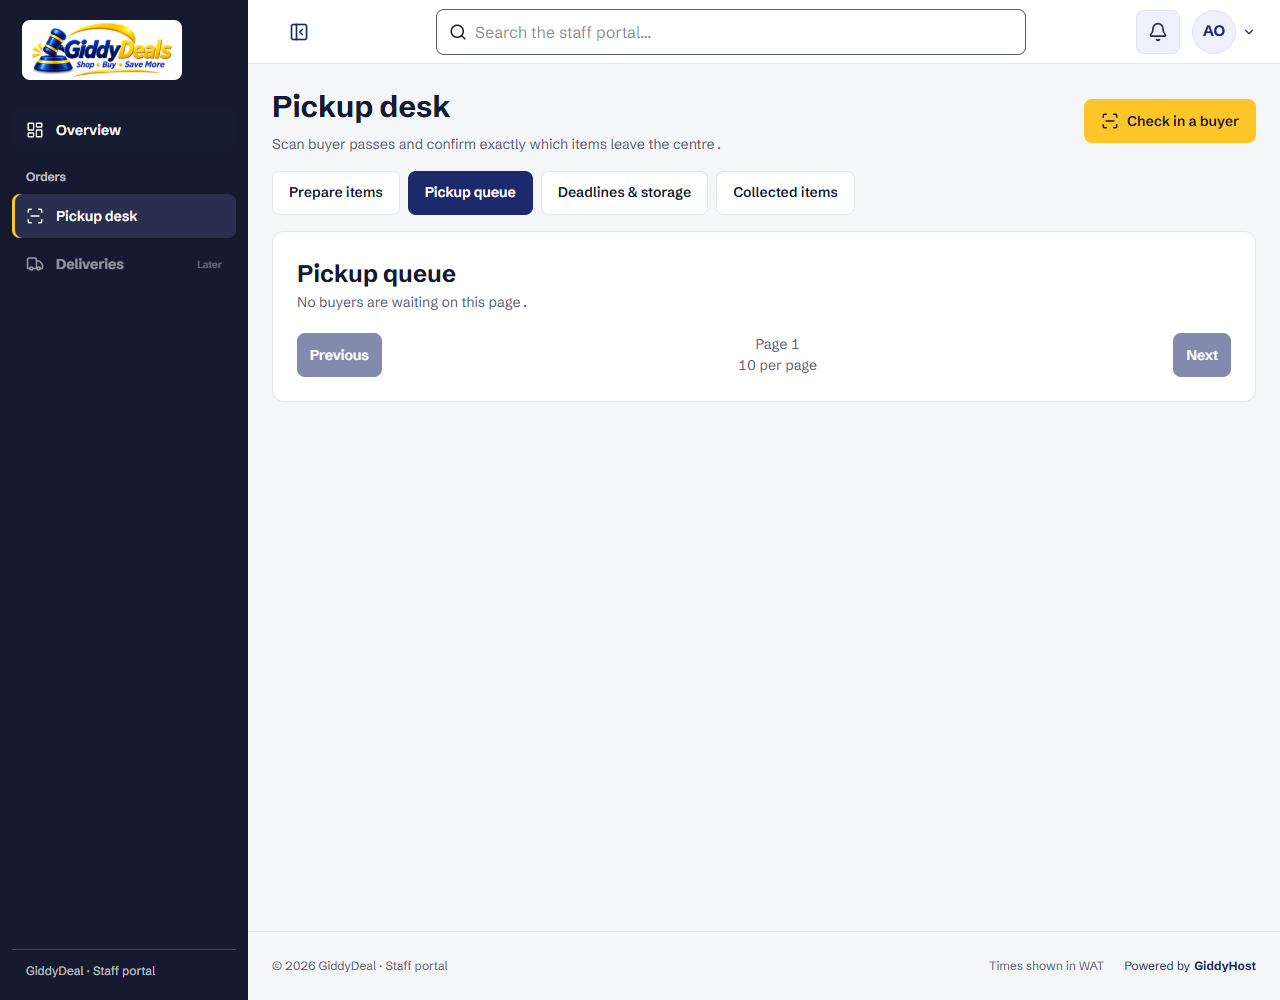 GiddyDeals
Shop • Buy • Save More
Search the staff portal...
AO
Overview
Orders
Pickup desk
Deliveries
Later
Pickup desk
Scan buyer passes and confirm exactly which items leave the centre.
Check in a buyer
Prepare items
Pickup queue
Deadlines & storage
Collected items
Pickup queue
No buyers are waiting on this page.
Previous
Page 1
10 per page
Next
GiddyDeal · Staff portal
© 2026 GiddyDeal · Staff portal
Times shown in WAT
Powered by GiddyHost